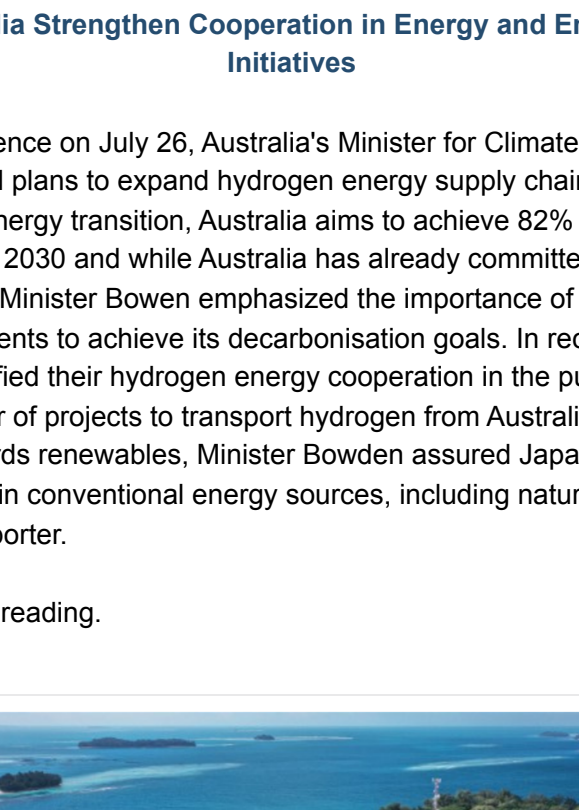 lia Strengthen Cooperation in Energy and En
Initiatives
ence on July 26, Australia's Minister for Climate
l plans to expand hydrogen energy supply chain
nergy transition, Australia aims to achieve 82%
2030 and while Australia has already committe
Minister Bowen emphasized the importance of
ents to achieve its decarbonisation goals. In rec
fied their hydrogen energy cooperation in the pu
r of projects to transport hydrogen from Australi
rds renewables, Minister Bowden assured Japa
in conventional energy sources, including natur
porter.
reading.